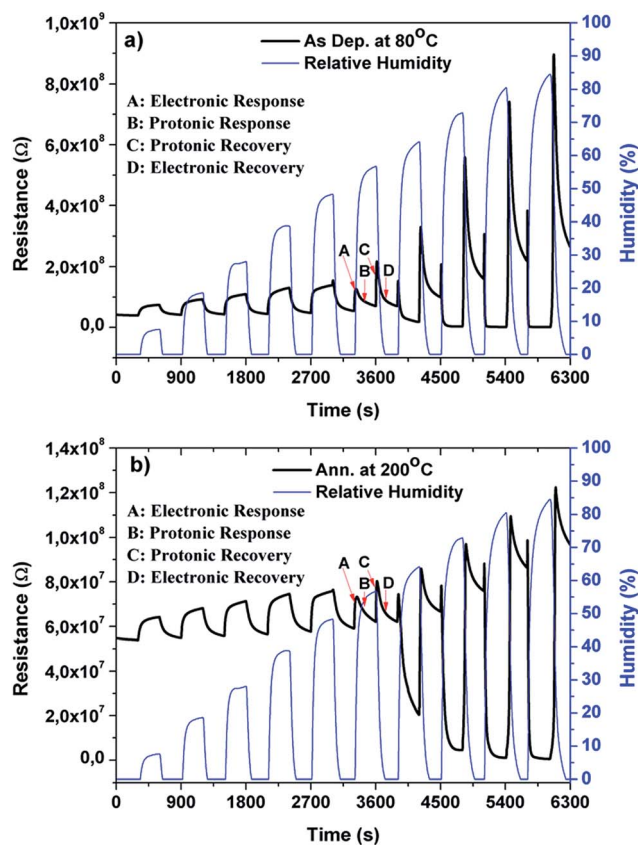 a)
As Dep. at 80°C
Relative Humidity
A: Electronic Response
B: Protonic Response
C: Protonic Recovery
D: Electronic Recovery
Resistance (Ω)
1,0x10⁹
8,0x10⁸
6,0x10⁸
4,0x10⁸
2,0x10⁸
0,0
A
B
C
D
Humidity (%)
100
90
80
70
60
50
40
30
20
10
0
0 900 1800 2700 3600 4500 5400 6300
Time (s)
b)
Ann. at 200°C
Relative Humidity
A: Electronic Response
B: Protonic Response
C: Protonic Recovery
D: Electronic Recovery
Resistance (Ω)
1,4x10⁸
1,2x10⁸
1,0x10⁸
8,0x10⁷
6,0x10⁷
4,0x10⁷
2,0x10⁷
0,0
A
B
C
D
Humidity (%)
100
90
80
70
60
50
40
30
20
10
0
0 900 1800 2700 3600 4500 5400 6300
Time (s)